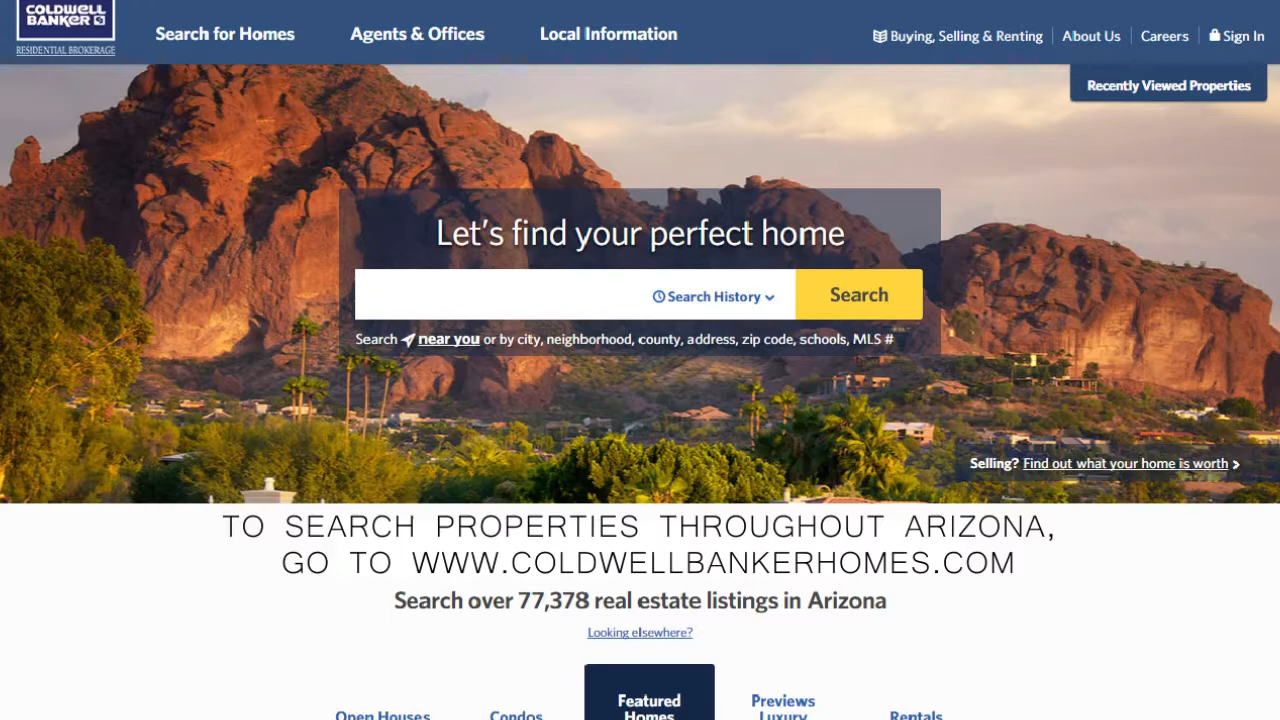 COLDWELL
BANKER
RESIDENTIAL BROKERAGE
Search for Homes
Agents & Offices
Local Information
Buying, Selling & Renting
About Us
Careers
Sign In
Recently Viewed Properties
Let's find your perfect home
Search History
Search
Search near you or by city, neighborhood, county, address, zip code, schools, MLS #
Selling? Find out what your home is worth
TO SEARCH PROPERTIES THROUGHOUT ARIZONA,
GO TO WWW.COLDWELLBANKERHOMES.COM
Search over 77,378 real estate listings in Arizona
Looking elsewhere?
Open Houses
Condos
Featured
Homes
Previews
Luxury
Rentals